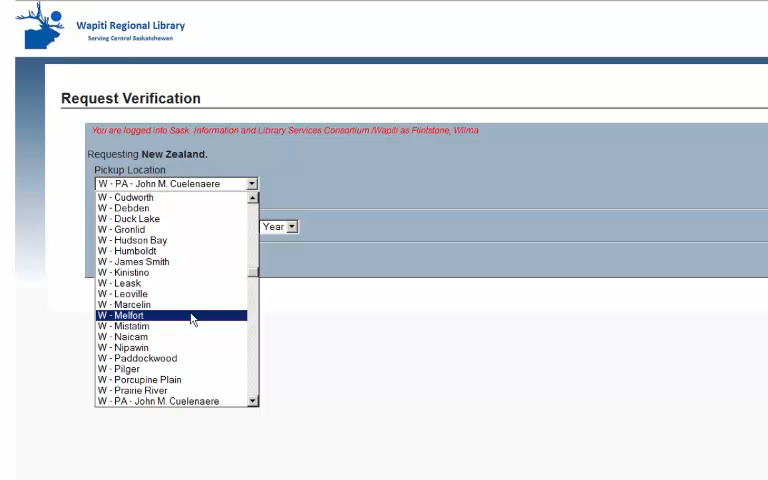 Wapiti Regional Library
Serving Central Saskatchewan
Request Verification
You are logged into Sask. Information and Library Services Consortium /Wapiti as Flintstone, Wilma
Requesting New Zealand.
Pickup Location
W - PA - John M. Cuelenaere
W - Cudworth
W - Debden
W - Duck Lake
W - Gronlid
Year
W - Hudson Bay
W - Humboldt
W - James Smith
W - Kinistino
W - Leask
W - Leoville
W - Marcelin
W - Melfort
W - Mistatim
W - Naicam
W - Nipawin
W - Paddockwood
W - Pilger
W - Porcupine Plain
W - Prairie River
W - PA - John M. Cuelenaere